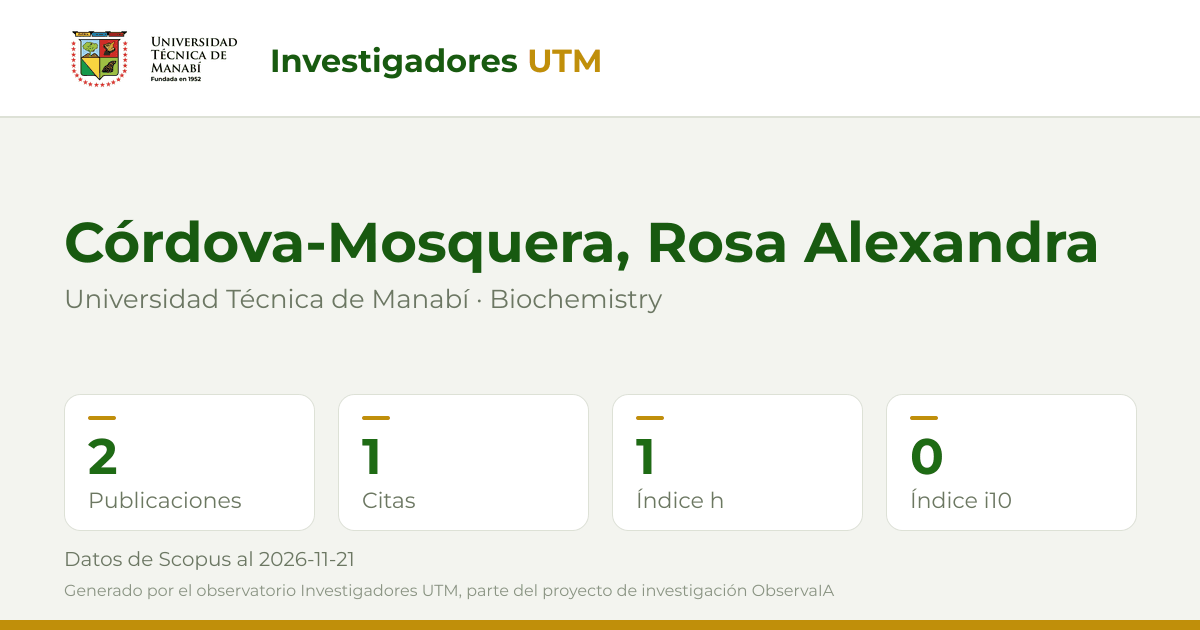 UNIVERSIDAD
TÉCNICA DE
MANABÍ
Fundada en 1952
Investigadores UTM
Córdova-Mosquera, Rosa Alexandra
Universidad Técnica de Manabí · Biochemistry
2
Publicaciones
1
Citas
1
Índice h
0
Índice i10
Datos de Scopus al 2026-11-21
Generado por el observatorio Investigadores UTM, parte del proyecto de investigación ObservaIA